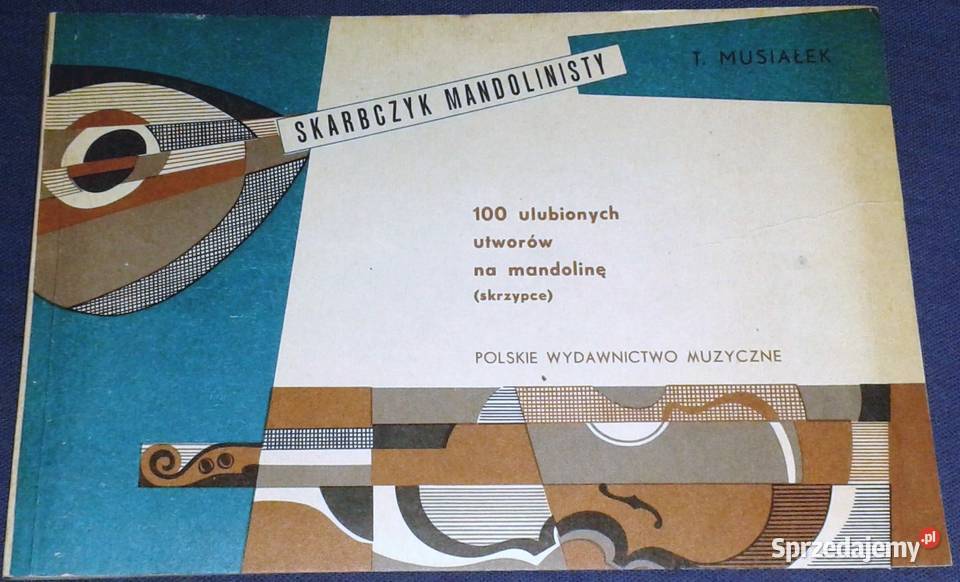 T. MUSIAŁEK
SKARBCZYK MANDOLINISTY
100 ulubionych
utworów
na mandolinę
(skrzypce)
POLSKIE WYDAWNICTWO MUZYCZNE
Sprzedajemy.pl